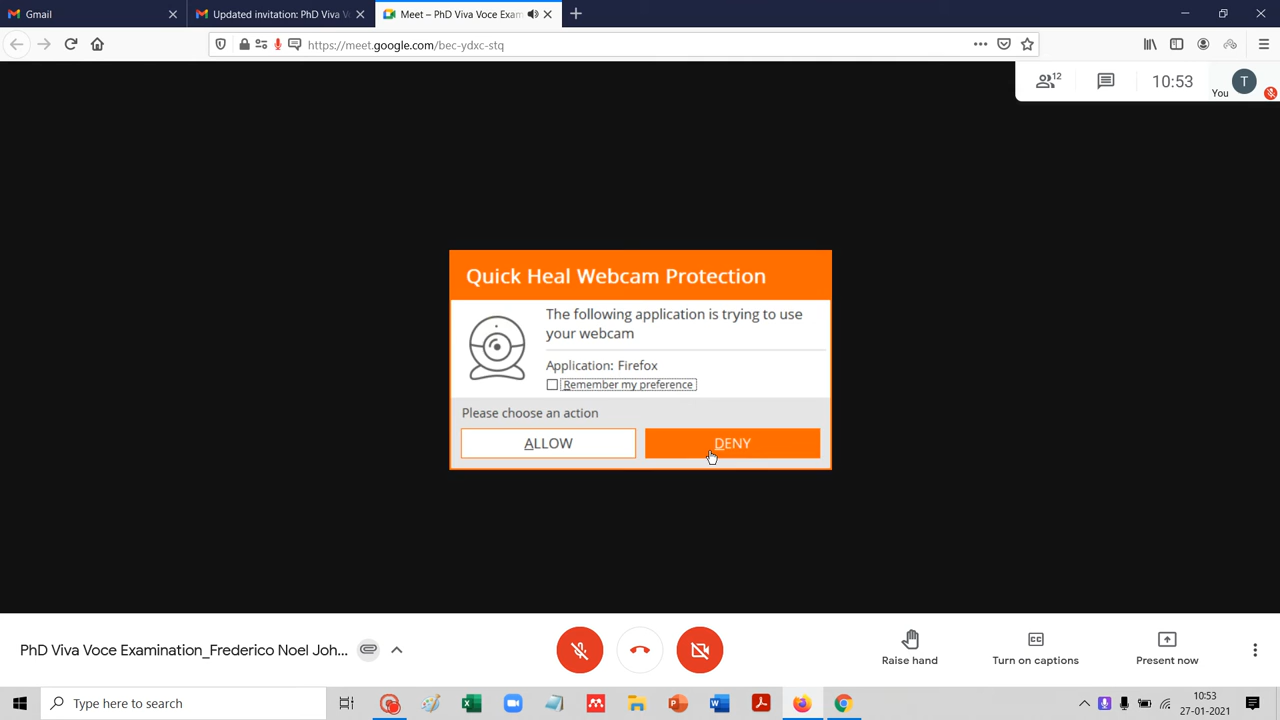 Gmail
Updated invitation: PhD Viva V
Meet – PhD Viva Voce Exam
https://meet.google.com/bec-ydxc-stq
12
10:53
You
T
Quick Heal Webcam Protection
The following application is trying to use
your webcam
Application: Firefox
Remember my preference
Please choose an action
ALLOW
DENY
PhD Viva Voce Examination_Frederico Noel Joh...
Raise hand
CC
Turn on captions
Present now
Type here to search
10:53
27-01-2021